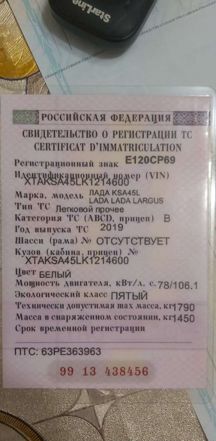 StarLine
РОССИЙСКАЯ ФЕДЕРАЦИЯ
СВИДЕТЕЛЬСТВО О РЕГИСТРАЦИИ ТС
CERTIFICAT D'IMMATRICULATION
Регистрационный знак Е120СР69
Идентификационный номер (VIN)
XTAKSA45LK1214600
Марка, модель ЛАДА KSA45L
LADA LADA LARGUS
Тип ТС Легковой прочее
Категория ТС (ABCD, прицеп) B
Год выпуска ТС 2019
Шасси (рама) № ОТСУТСТВУЕТ
Кузов (кабина, прицеп) №
XTAKSA45LK1214600
Цвет БЕЛЫЙ
Мощность двигателя, кВт/л. с. 78/106.1
Экологический класс ПЯТЫЙ
Технически допустимая max масса, кг 1790
Масса в снаряженном состоянии, кг 1450
Срок временной регистрации
ПТС: 63РЕ363963
99 13 438456